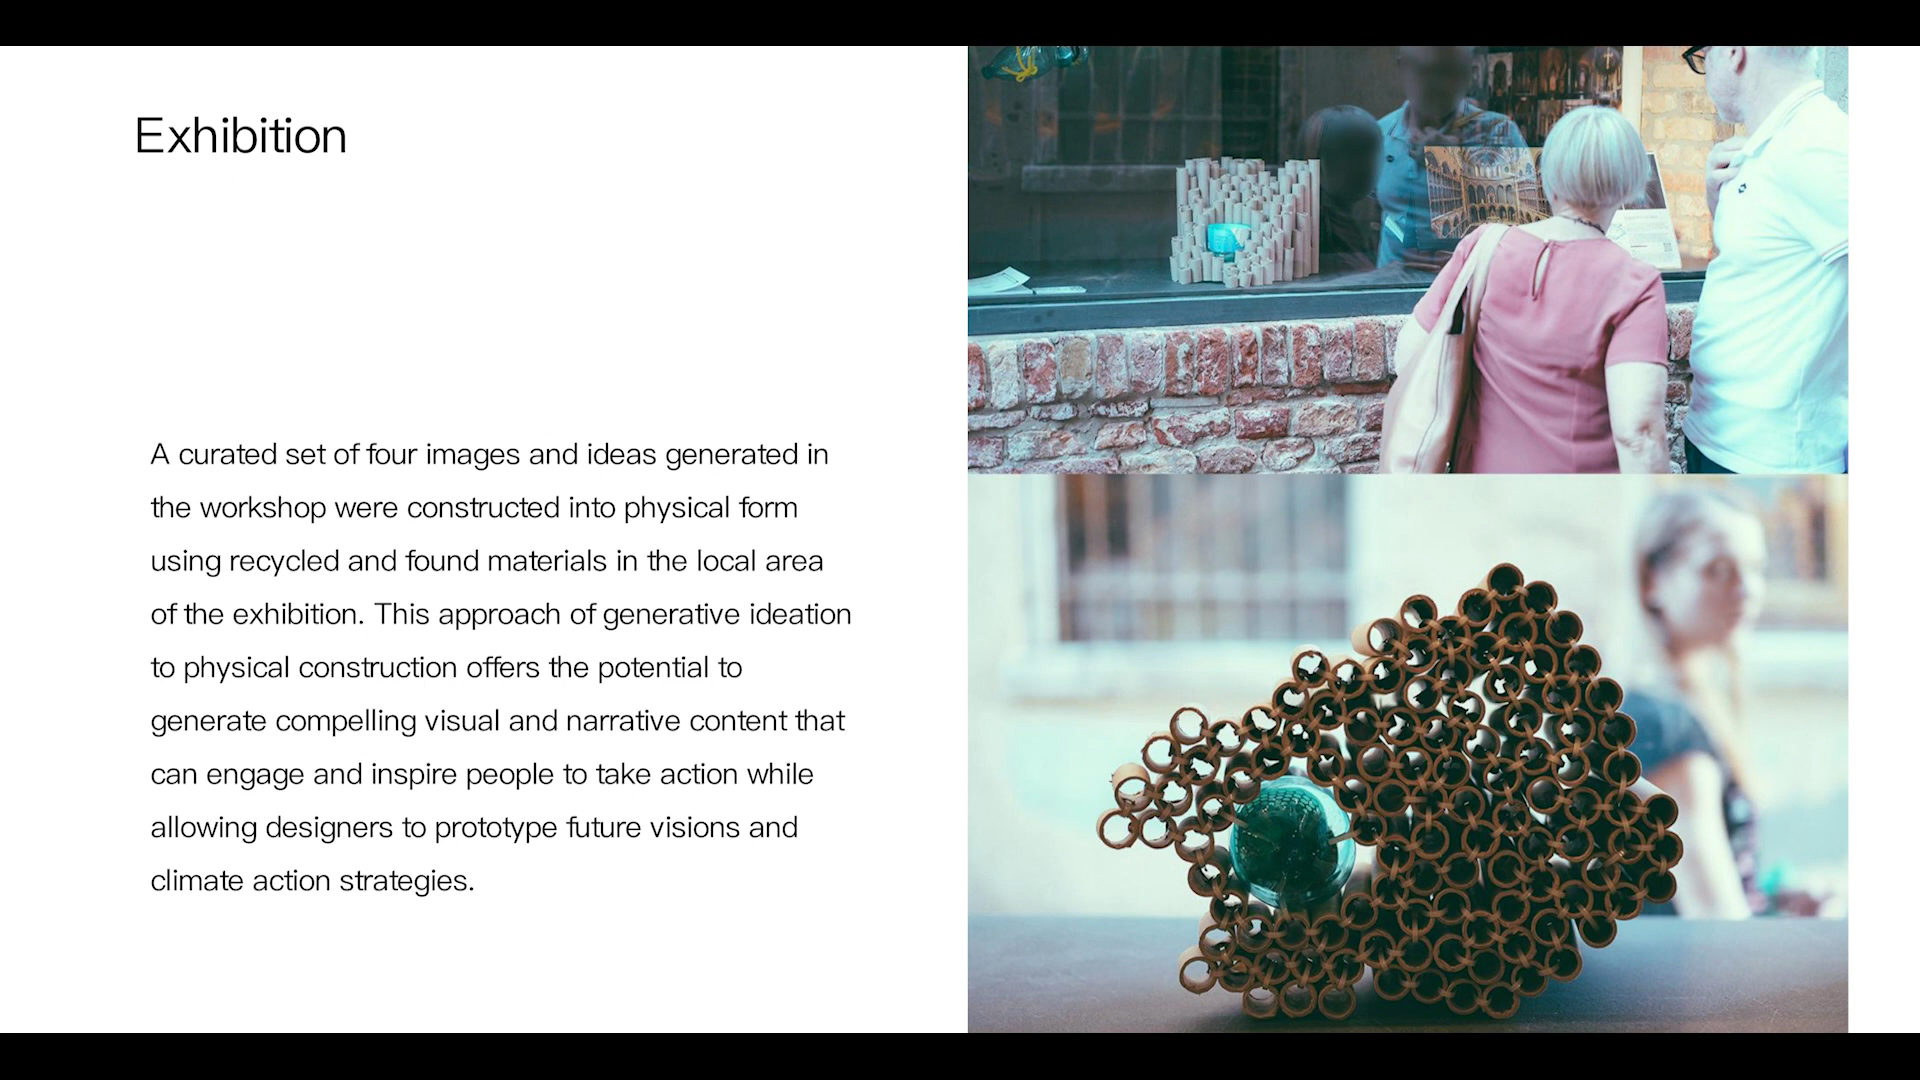 Exhibition
A curated set of four images and ideas generated in
the workshop were constructed into physical form
using recycled and found materials in the local area
of the exhibition. This approach of generative ideation
to physical construction offers the potential to
generate compelling visual and narrative content that
can engage and inspire people to take action while
allowing designers to prototype future visions and
climate action strategies.